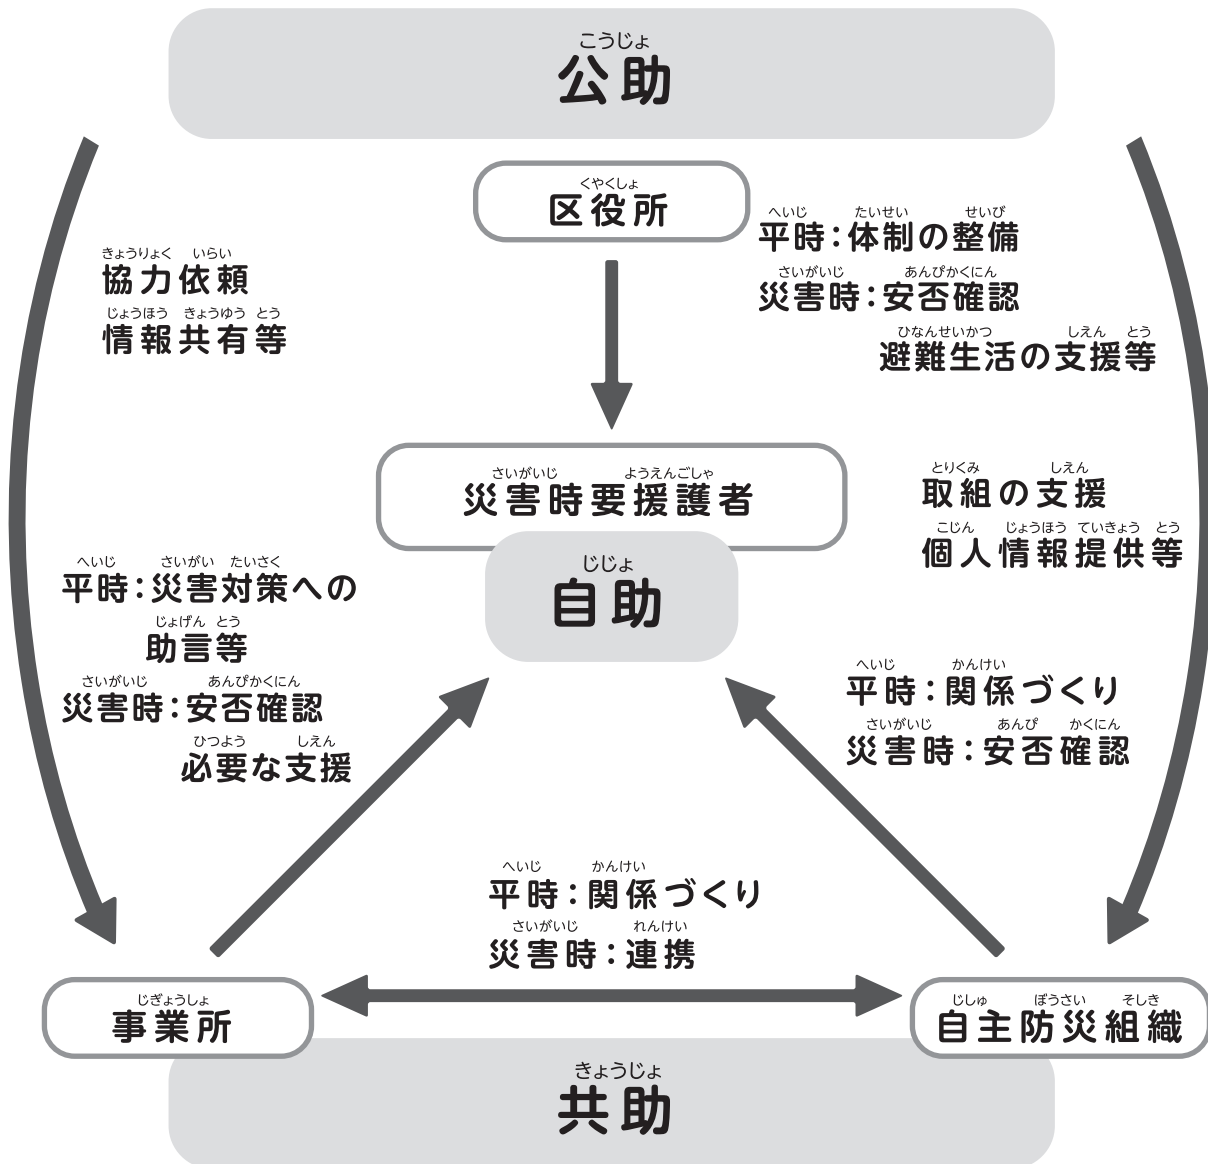 こうじょ
公助
くやくしょ
区役所
へいじ たいせい せいび
平時：体制の整備
さいがいじ あんぴかくにん
災害時：安否確認
ひなんせいかつ しえん とう
避難生活の支援等
きょうりょく いらい
協力依頼
じょうほう きょうゆう とう
情報共有等
さいがいじ ようえんごしゃ
災害時要援護者
じじょ
自助
とりくみ しえん
取組の支援
こじん じょうほう ていきょう とう
個人情報提供等
へいじ さいがい たいさく
平時：災害対策への
じょげん とう
助言等
さいがいじ あんぴかくにん
災害時：安否確認
ひつよう しえん
必要な支援
へいじ かんけい
平時：関係づくり
さいがいじ あんぴ かくにん
災害時：安否確認
へいじ かんけい
平時：関係づくり
さいがいじ れんけい
災害時：連携
じぎょうしょ
事業所
じしゅ ぼうさい そしき
自主防災組織
きょうじょ
共助